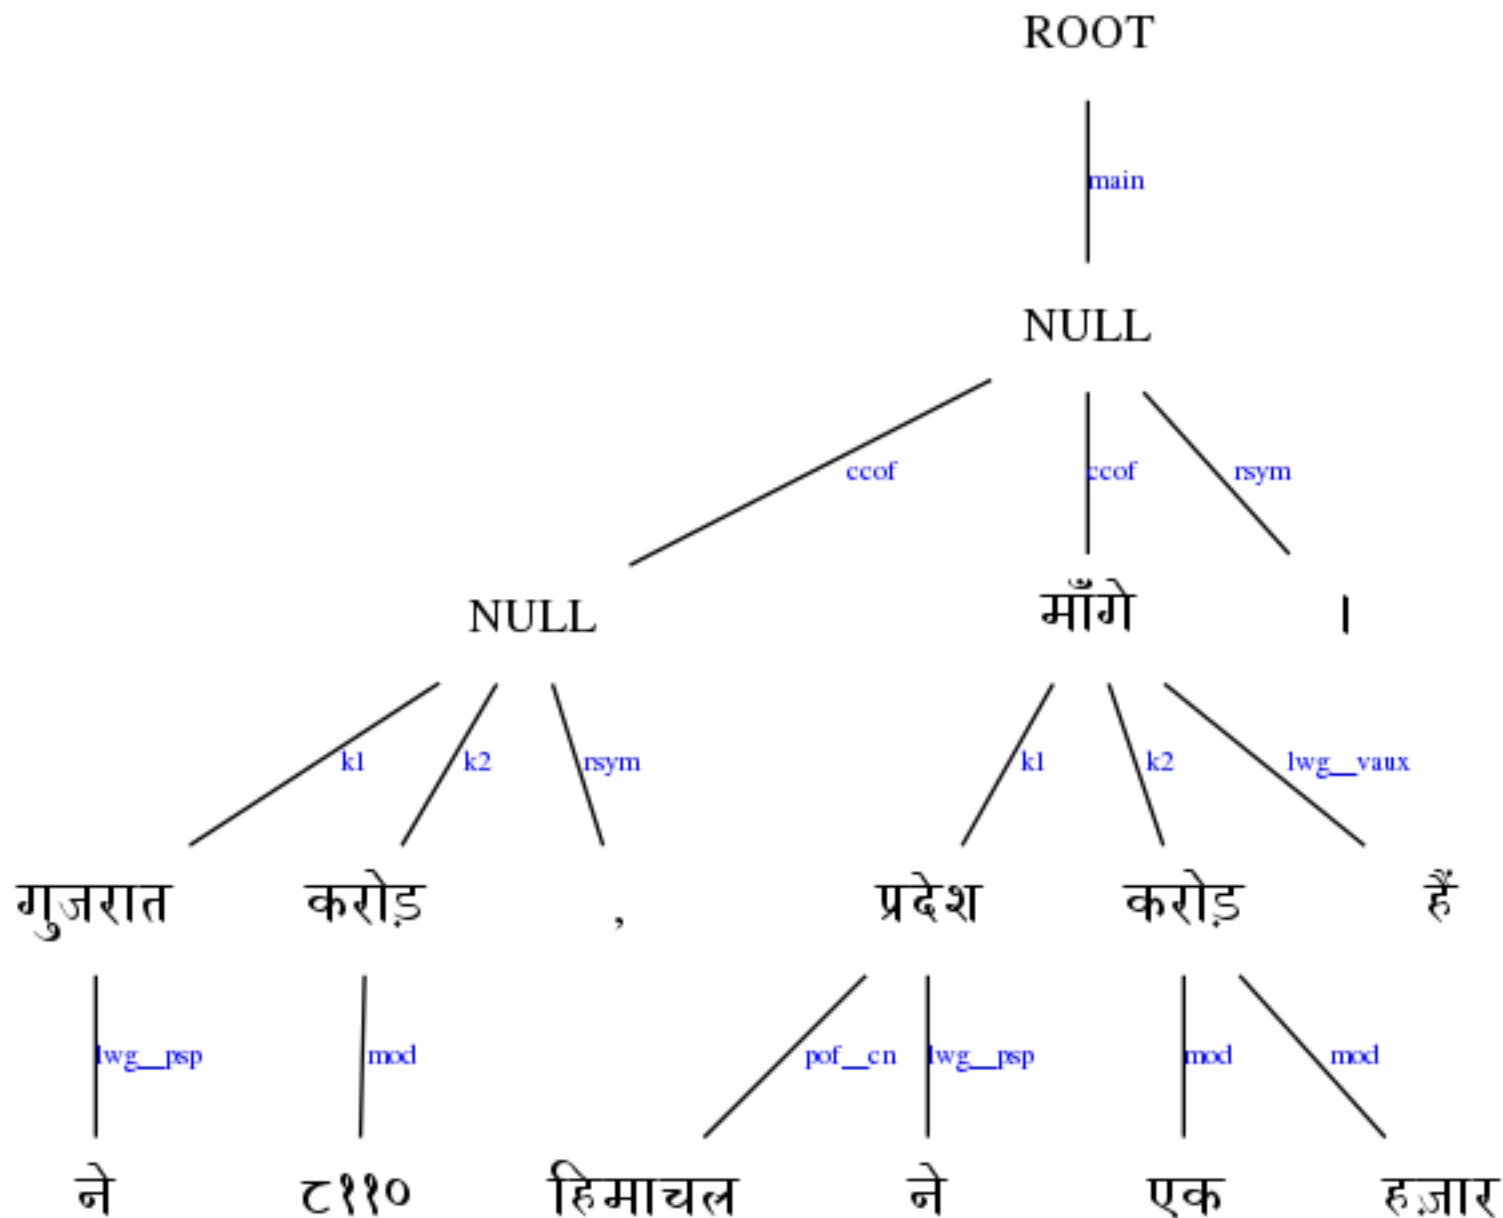 ROOT
main
NULL
ccof ccof rsym
NULL माँगे ।
k1 k2 rsym k1 k2 lwg__vaux
गुजरात करोड़ , प्रदेश करोड़ हैं
lwg__psp mod pof__cn lwg__psp mod mod
ने ८११० हिमाचल ने एक हज़ार